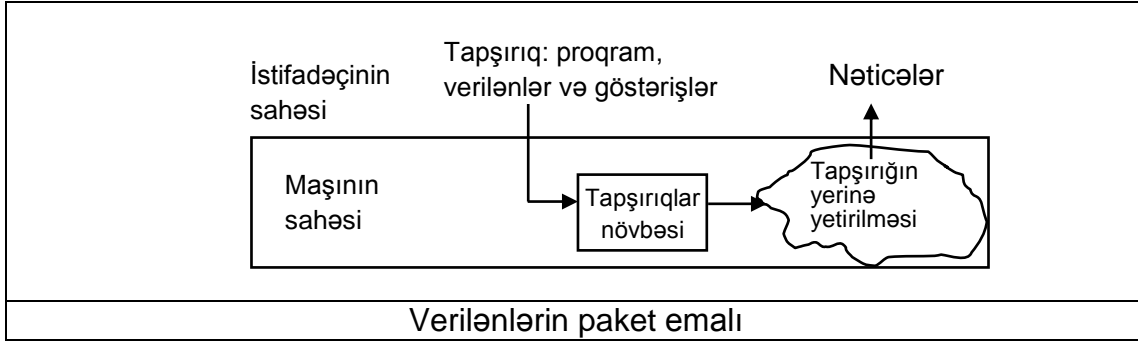 İstifadəçinin
sahəsi
Tapşırıq: proqram,
verilənlər və göstərişlər
Nəticələr
Maşının
sahəsi
Tapşırıqlar
növbəsi
Tapşırığın
yerinə
yetirilməsi
Verilənlərin paket emalı